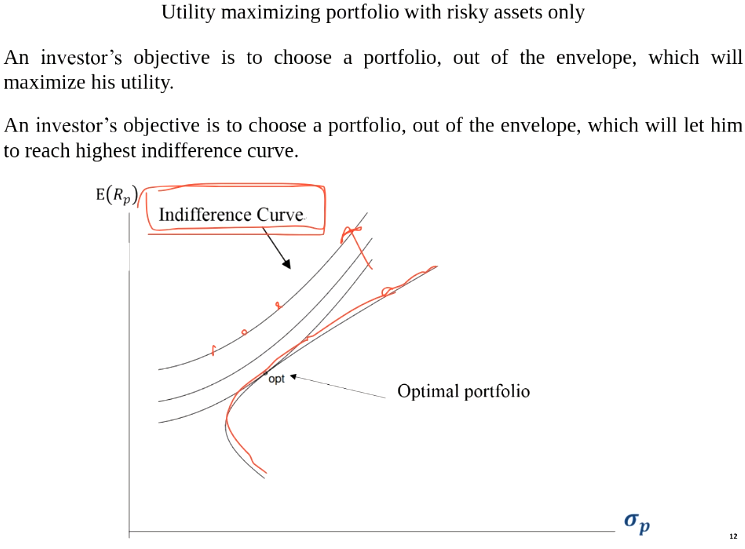 Utility maximizing portfolio with risky assets only
An investor's objective is to choose a portfolio, out of the envelope, which will
maximize his utility.
An investor's objective is to choose a portfolio, out of the envelope, which will let him
to reach highest indifference curve.
E(Rₚ)
Indifference Curve
opt
Optimal portfolio
σₚ
12